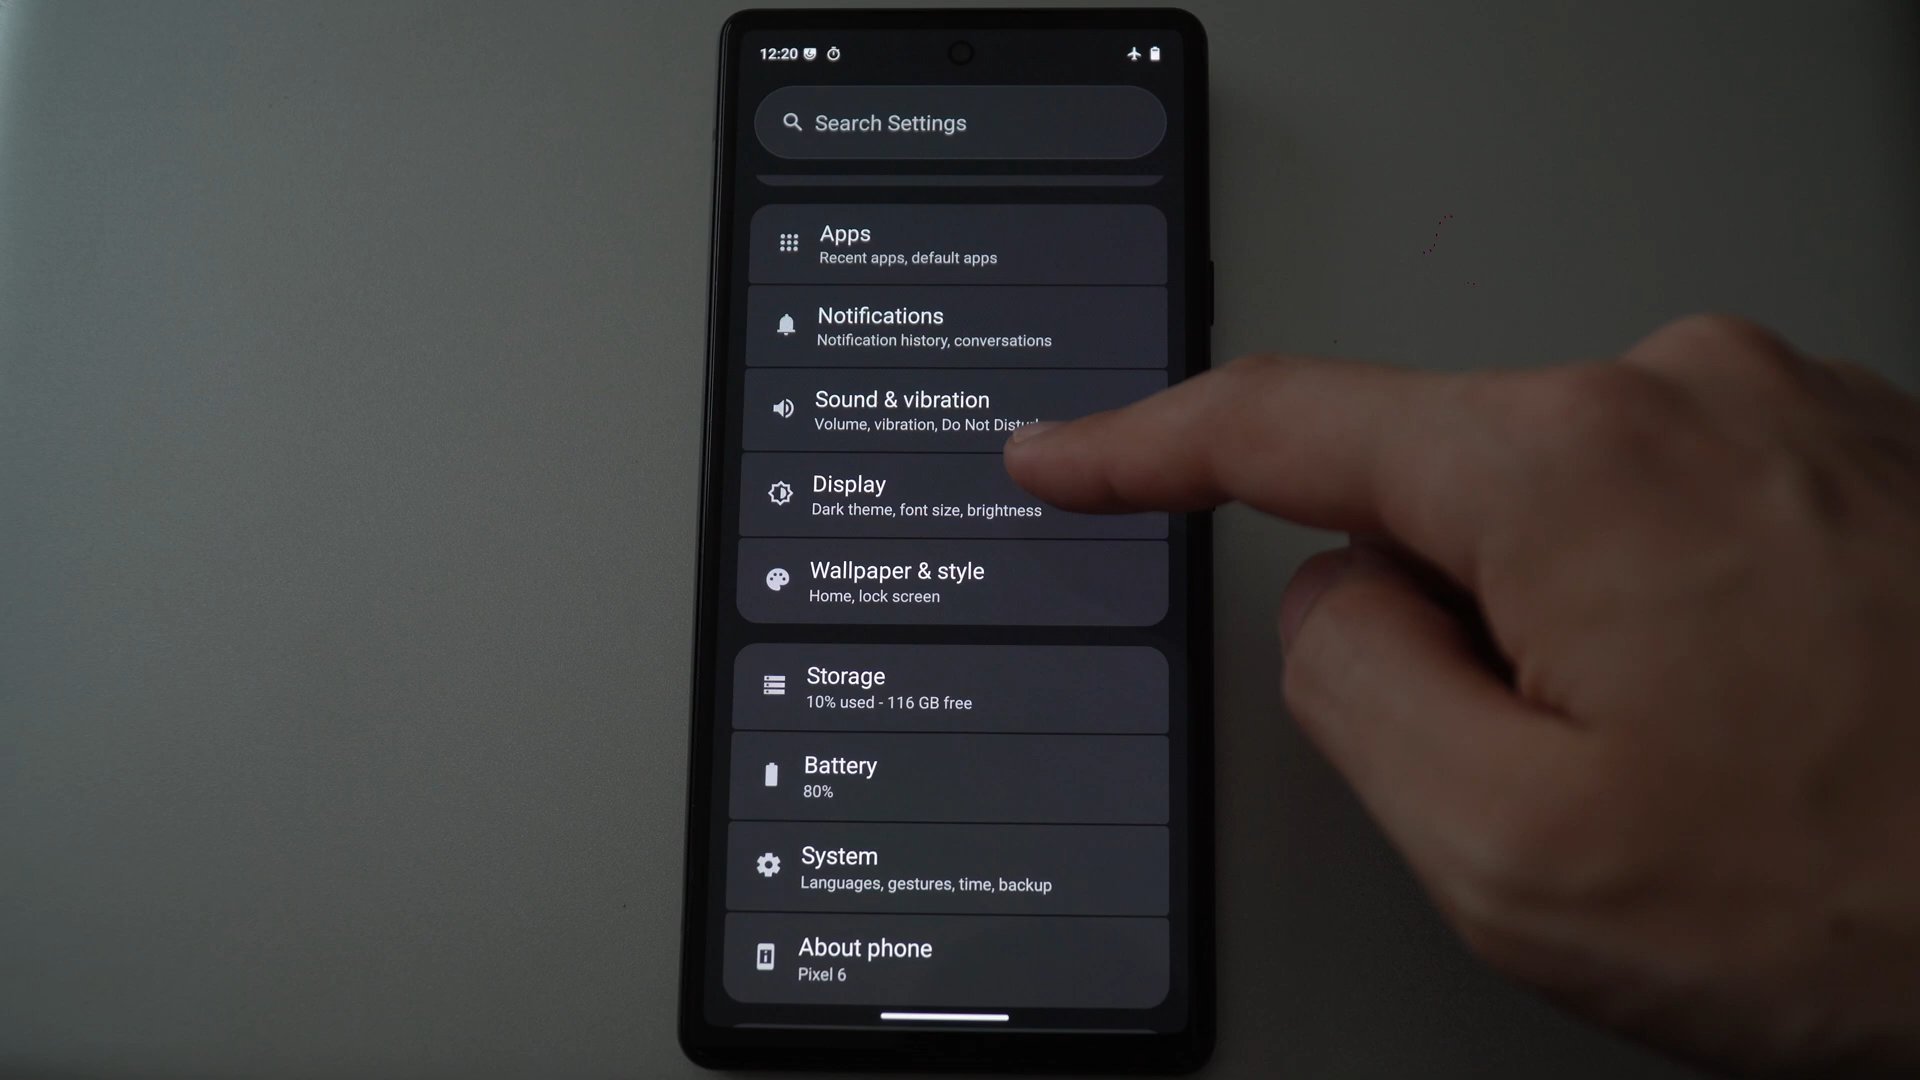 12:20
Search Settings
Apps
Recent apps, default apps
Notifications
Notification history, conversations
Sound & vibration
Volume, vibration, Do Not
Display
Dark theme, font size, brightness
Wallpaper & style
Home, lock screen
Storage
10% used - 116 GB free
Battery
80%
System
Languages, gestures, time, backup
About phone
Pixel 6